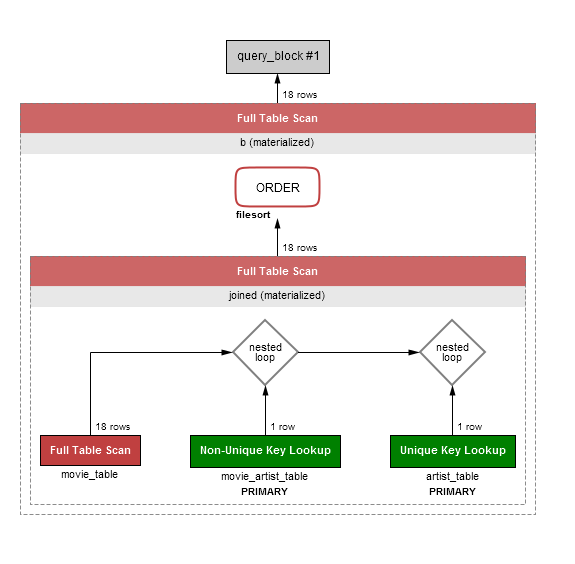 query_block #1
18 rows
Full Table Scan
b (materialized)
ORDER
filesort
18 rows
Full Table Scan
joined (materialized)
nested
loop
nested
loop
18 rows
1 row
1 row
Full Table Scan
Non-Unique Key Lookup
Unique Key Lookup
movie_table
movie_artist_table
artist_table
PRIMARY
PRIMARY